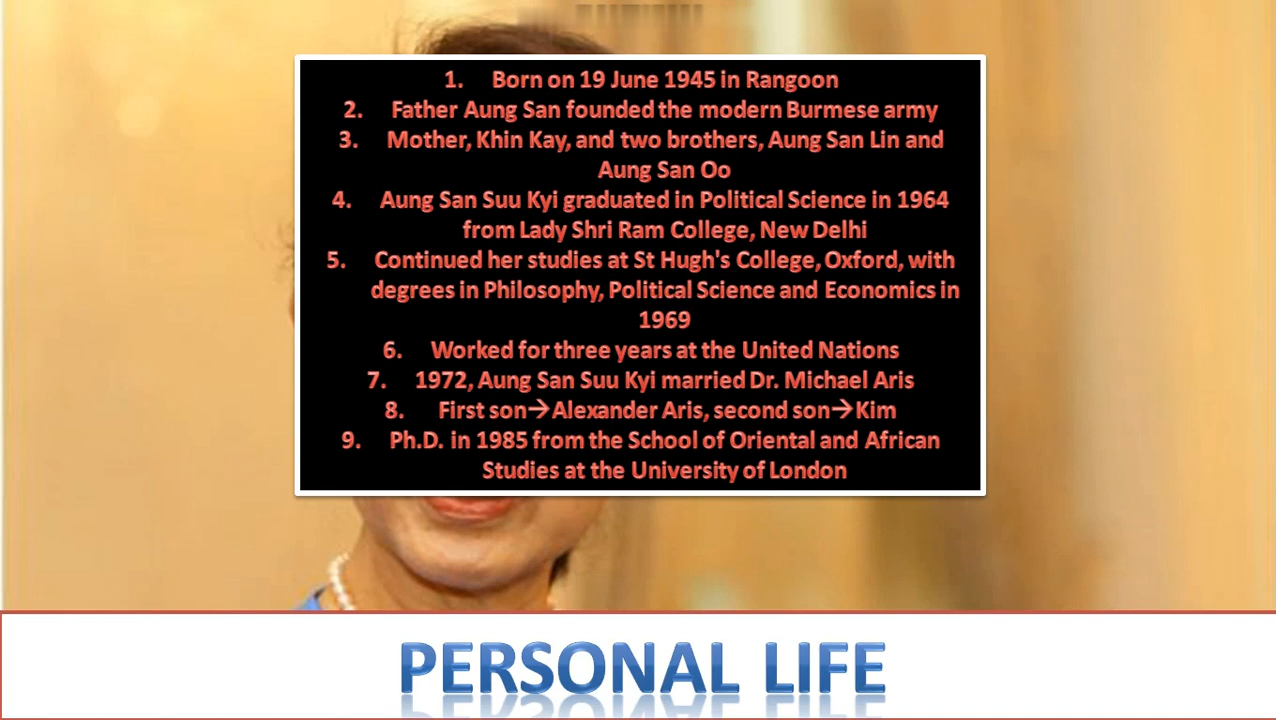 1. Born on 19 June 1945 in Rangoon
2. Father Aung San founded the modern Burmese army
3. Mother, Khin Kay, and two brothers, Aung San Lin and
Aung San Oo
4. Aung San Suu Kyi graduated in Political Science in 1964
from Lady Shri Ram College, New Delhi
5. Continued her studies at St Hugh's College, Oxford, with
degrees in Philosophy, Political Science and Economics in
1969
6. Worked for three years at the United Nations
7. 1972, Aung San Suu Kyi married Dr. Michael Aris
8. First son→Alexander Aris, second son→Kim
9. Ph.D. in 1985 from the School of Oriental and African
Studies at the University of London
PERSONAL LIFE